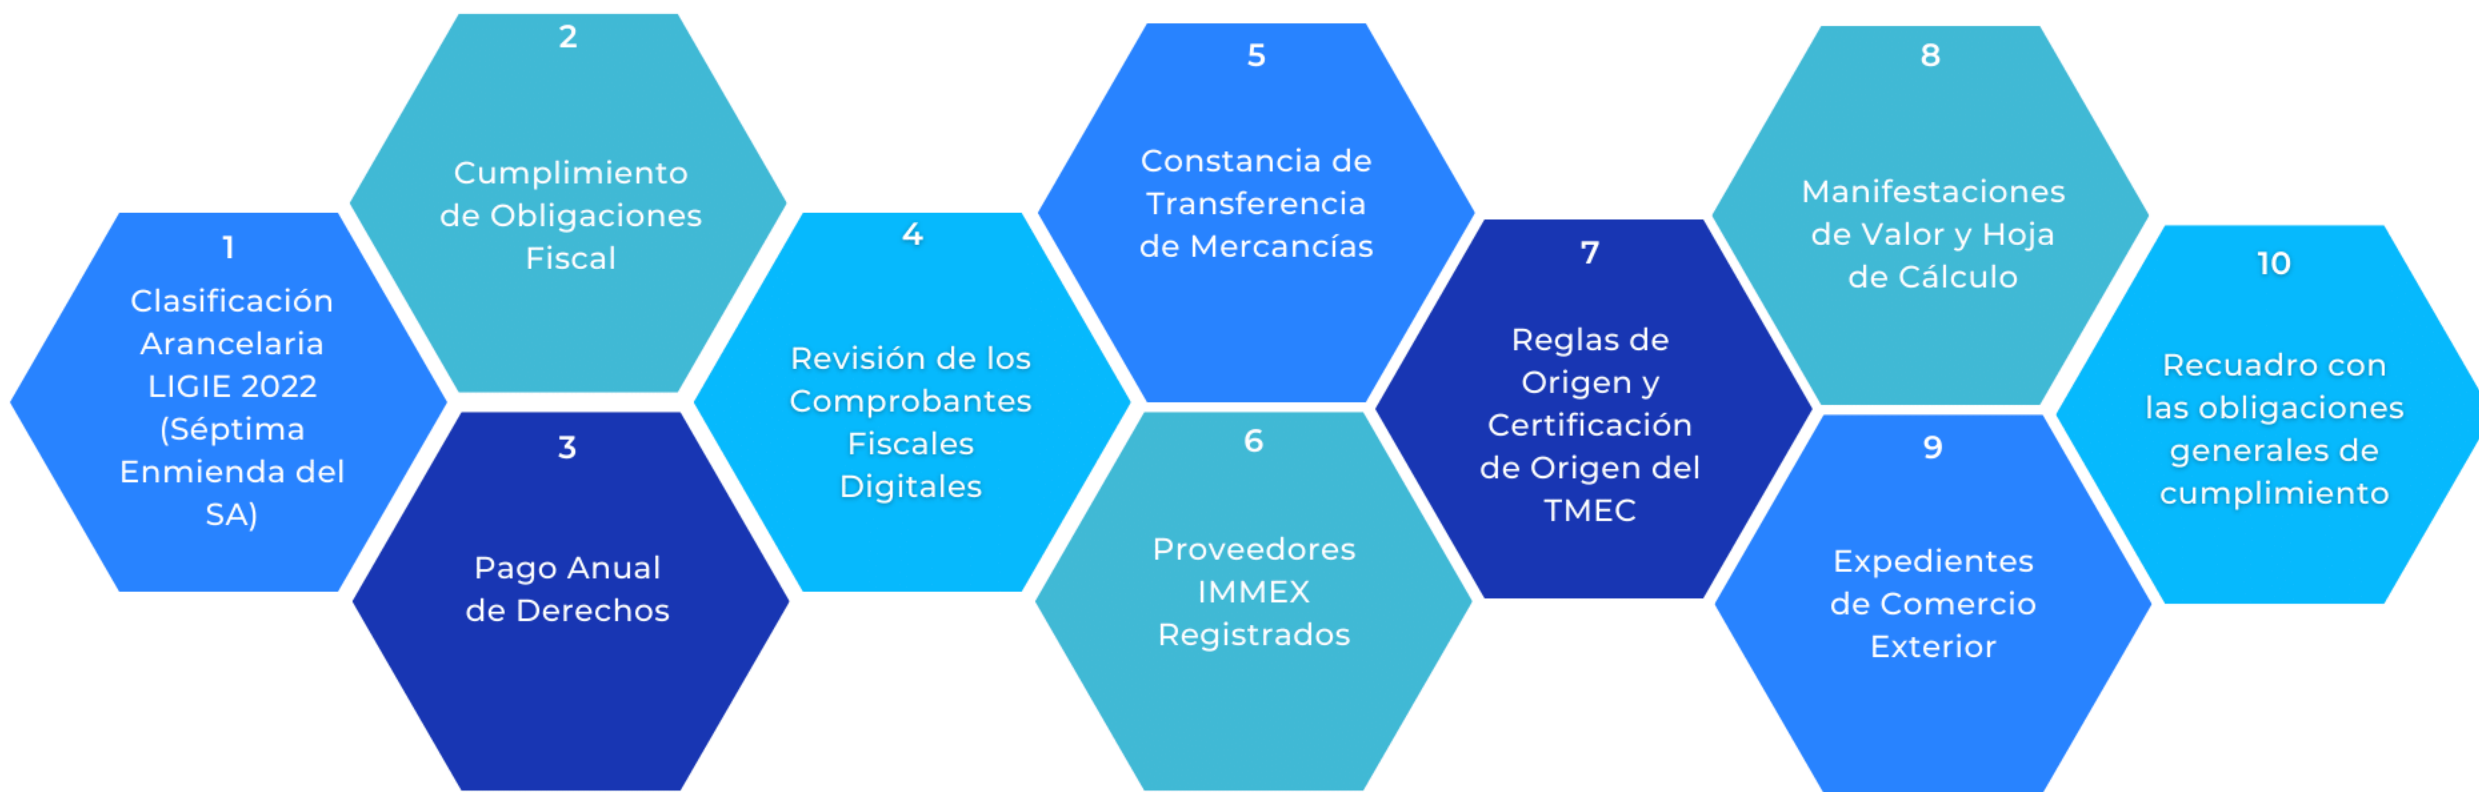 1
Clasificación
Arancelaria
LIGIE 2022
(Séptima
Enmienda del
SA)
2
Cumplimiento
de Obligaciones
Fiscal
3
Pago Anual
de Derechos
4
Revisión de los
Comprobantes
Fiscales
Digitales
5
Constancia de
Transferencia
de Mercancías
6
Proveedores
IMMEX
Registrados
7
Reglas de
Origen y
Certificación
de Origen del
TMEC
8
Manifestaciones
de Valor y Hoja
de Cálculo
9
Expedientes
de Comercio
Exterior
10
Recuadro con
las obligaciones
generales de
cumplimiento